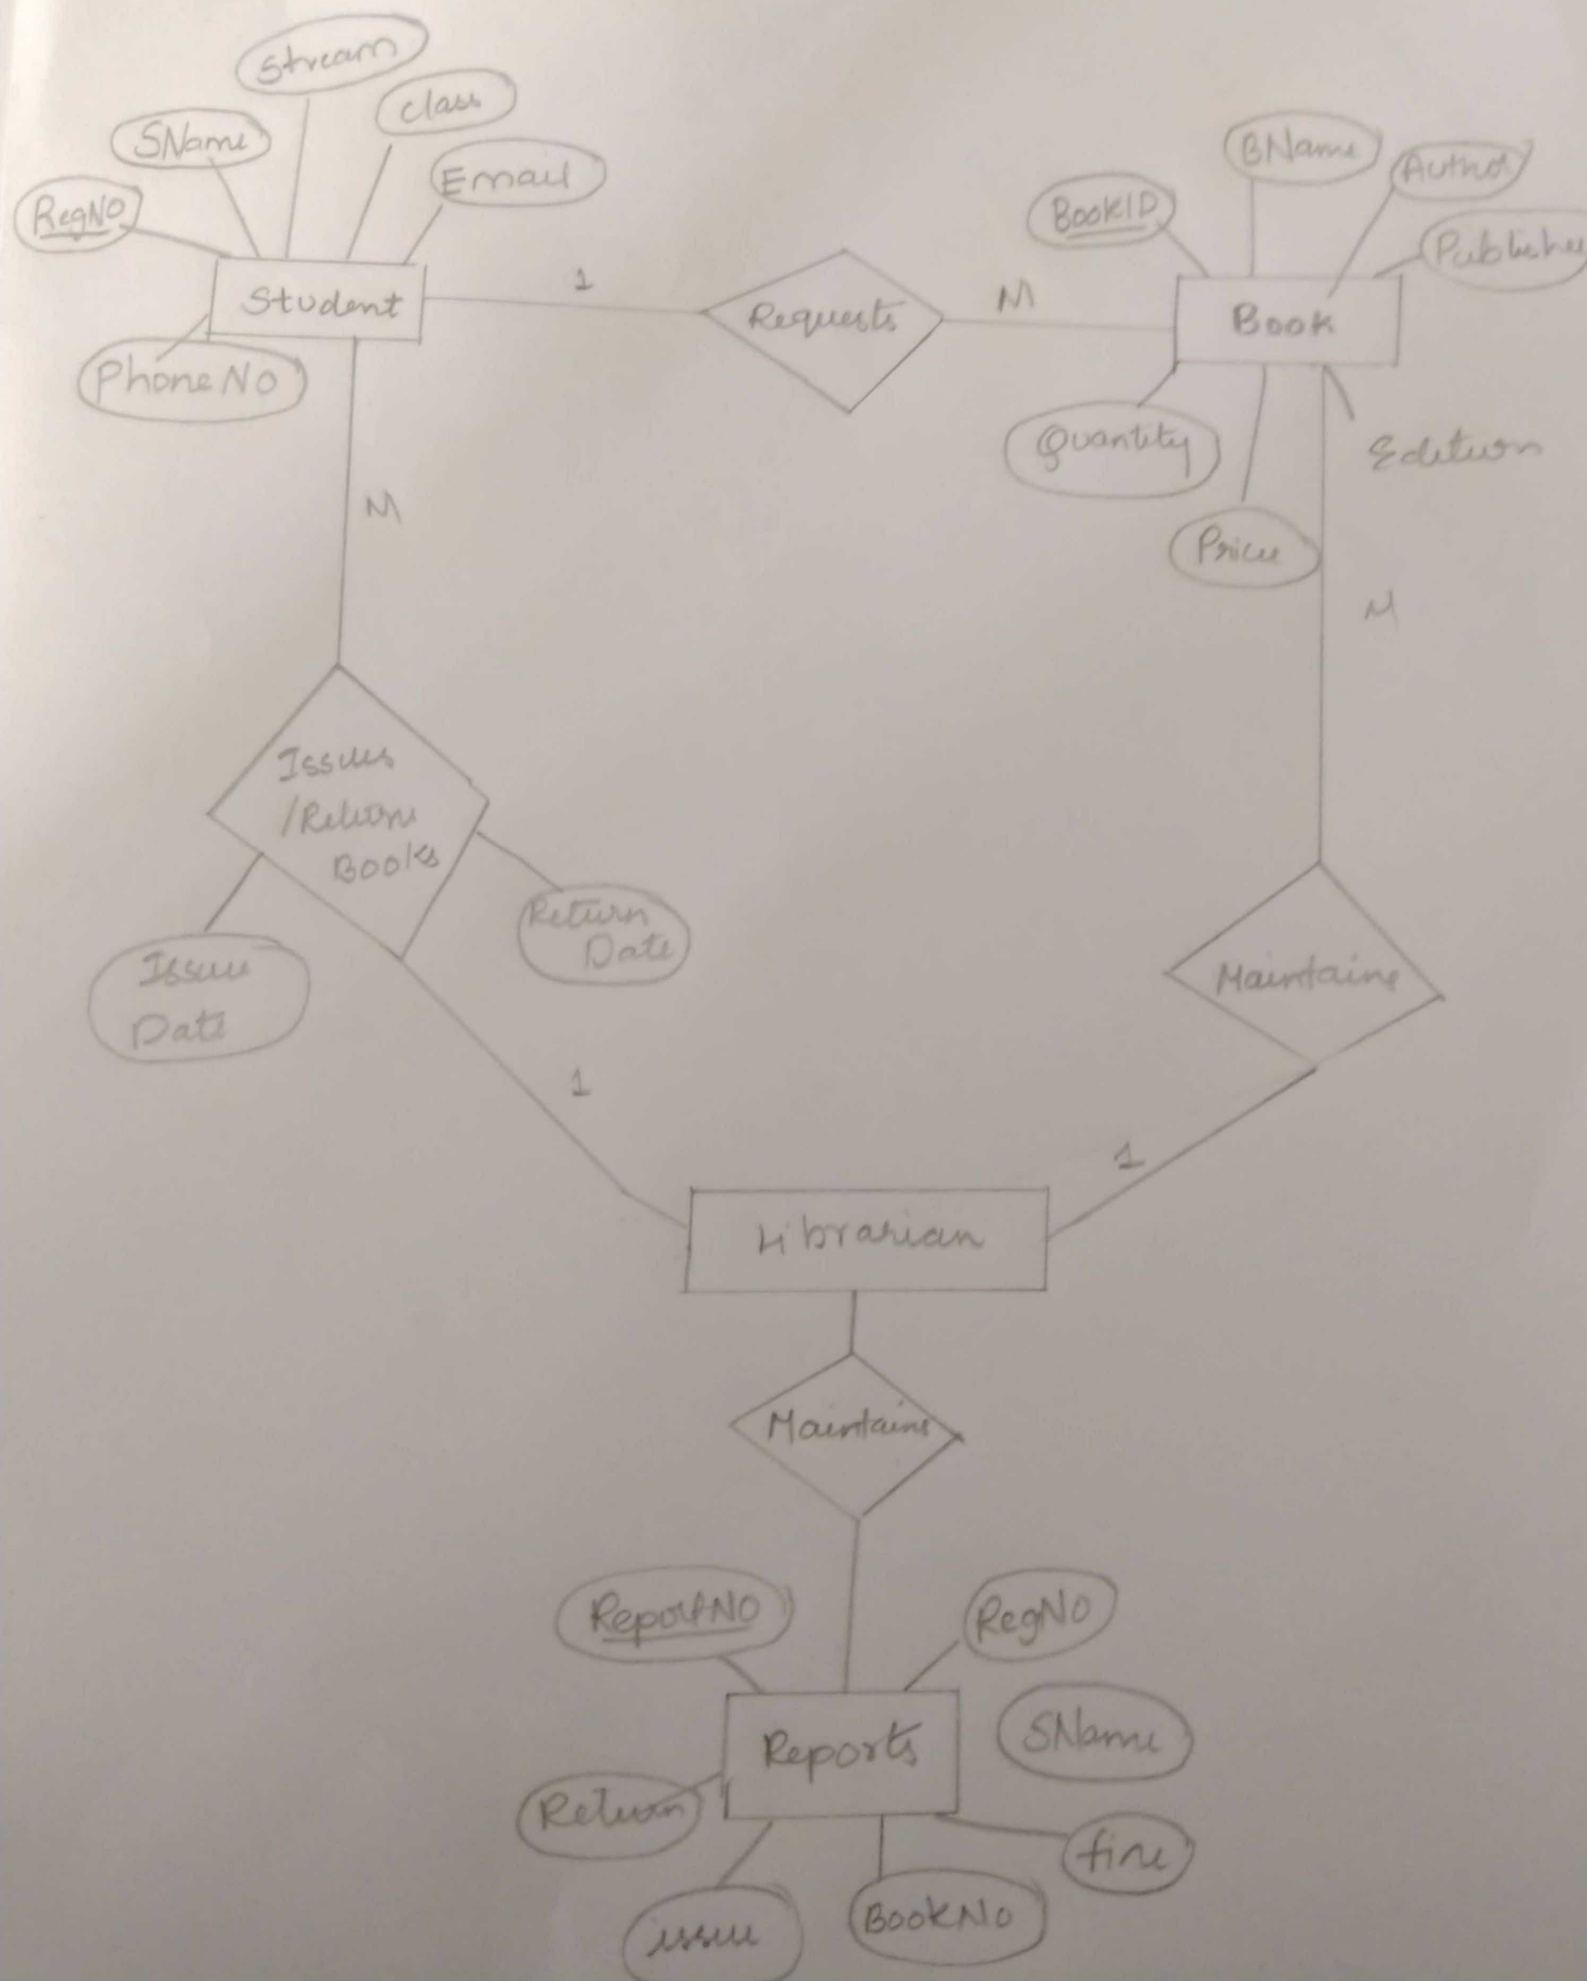 Stream
class
SName
Email
RegNO
Student
PhoneNo
1
Requests
M
BName
Author
BookID
Publisher
Book
Quantity
Edition
Price
M
M
Issues
/Return
Books
Issue
Date
Return
Date
Maintains
1
1
Librarian
Maintains
ReportNO
RegNO
Reports
SName
Return
fine
issue
BookNo